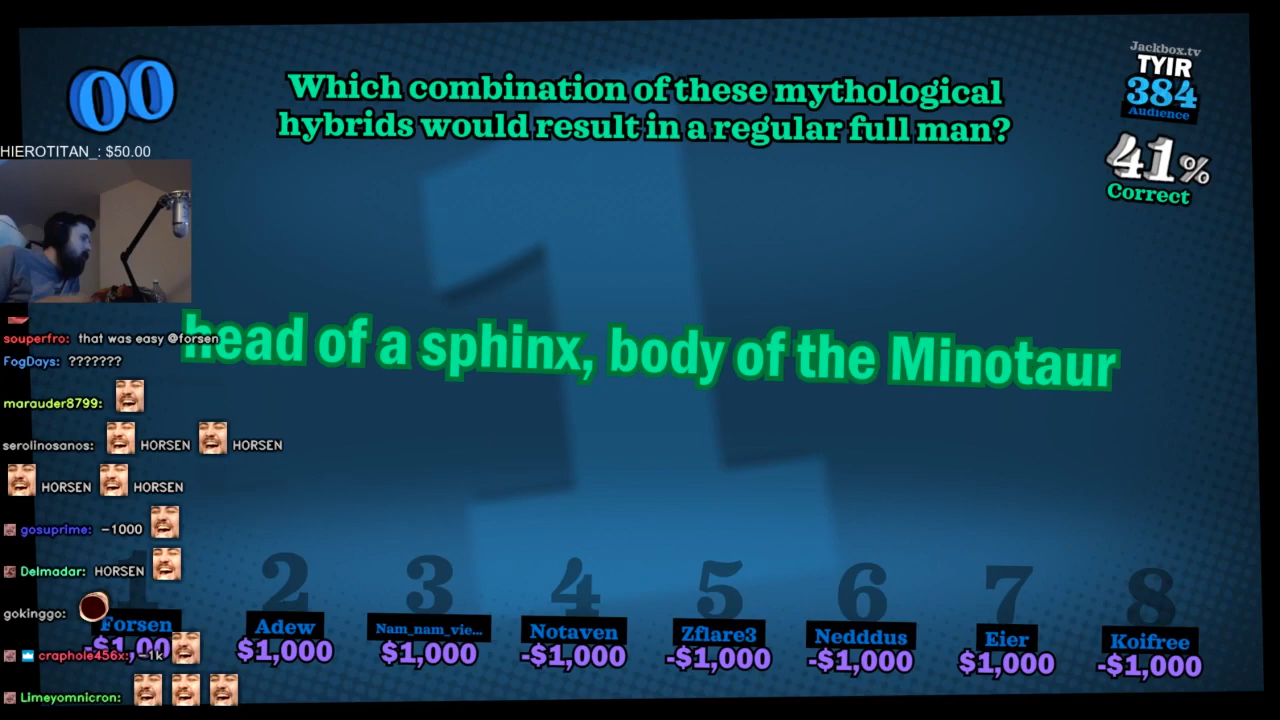 00
Which combination of these mythological
hybrids would result in a regular full man?
Jackbox.tv
TYIR
384
Audience
41%
Correct
HIEROTITAN_: $50.00
head of a sphinx, body of the Minotaur
souperfro: that was easy @forsen
FogDays: ???????
marauder8799:
serolinosanos: HORSEN HORSEN
HORSEN HORSEN
gosuprime: -1000
Delmadar: HORSEN
gokinggo:
craphole456x: -1k
Limeyomnicron:
1 2 3 4 5 6 7 8
Forsen Adew Nam_nam_vie... Notaven Zflare3 Nedddus Eier Koifree
$1,000 $1,000 -$1,000 -$1,000 -$1,000 $1,000 -$1,000